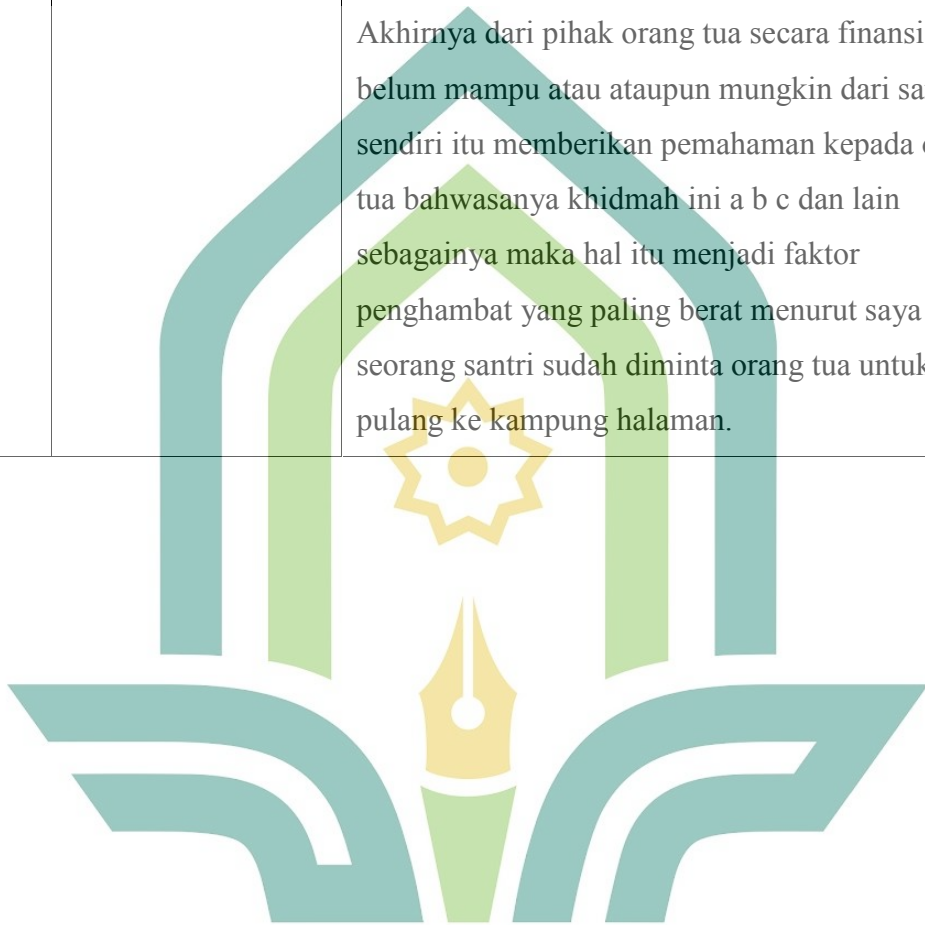 Akhirnya dari pihak orang tua secara finansi
belum mampu atau ataupun mungkin dari sa
sendiri itu memberikan pemahaman kepada
tua bahwasanya khidmah ini a b c dan lain
sebagainya maka hal itu menjadi faktor
penghambat yang paling berat menurut saya
seorang santri sudah diminta orang tua untuk
pulang ke kampung halaman.